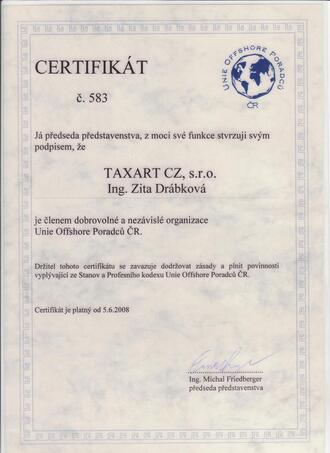 CERTIFIKÁT
UNIE OFFSHORE PORADCŮ
ČR
č. 583
Já předseda představenstva, z moci své funkce stvrzuji svým
podpisem, že
TAXART CZ, s.r.o.
Ing. Zita Drábková
je členem dobrovolné a nezávislé organizace
Unie Offshore Poradců ČR.
Držitel tohoto certifikátu se zavazuje dodržovat zásady a plnit povinnosti
vyplývající ze Stanov a Profesního kodexu Unie Offshore Poradců ČR.
Certifikát je platný od 5.6.2008
Ing. Michal Friedberger
předseda představenstva